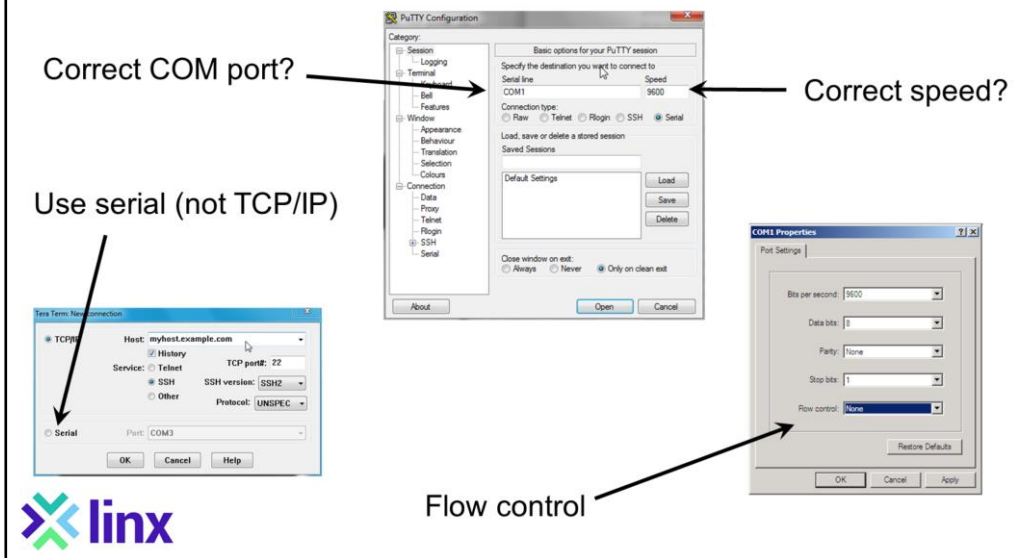 Correct COM port?
Correct speed?
Use serial (not TCP/IP)
Flow control
PuTTY Configuration
Category:
Session
Logging
Terminal
Keyboard
Bell
Features
Window
Appearance
Behaviour
Translation
Selection
Colours
Connection
Data
Proxy
Telnet
Rlogin
SSH
Serial
Basic options for your PuTTY session
Specify the destination you want to connect to
Serial line Speed
COM1 9600
Connection type:
Raw Telnet Rlogin SSH Serial
Load, save or delete a stored session
Saved Sessions
Default Settings
Load
Save
Delete
Close window on exit:
Always Never Only on clean exit
About Open Cancel
Tera Term: New connection
TCP/IP Host: myhost.example.com
History
Service: Telnet TCP port#: 22
SSH SSH version: SSH2
Other Protocol: UNSPEC
Serial Port: COM3
OK Cancel Help
COM1 Properties
Port Settings
Bits per second: 9600
Data bits: 8
Parity: None
Stop bits: 1
Flow control: None
Restore Defaults
OK Cancel Apply
linx